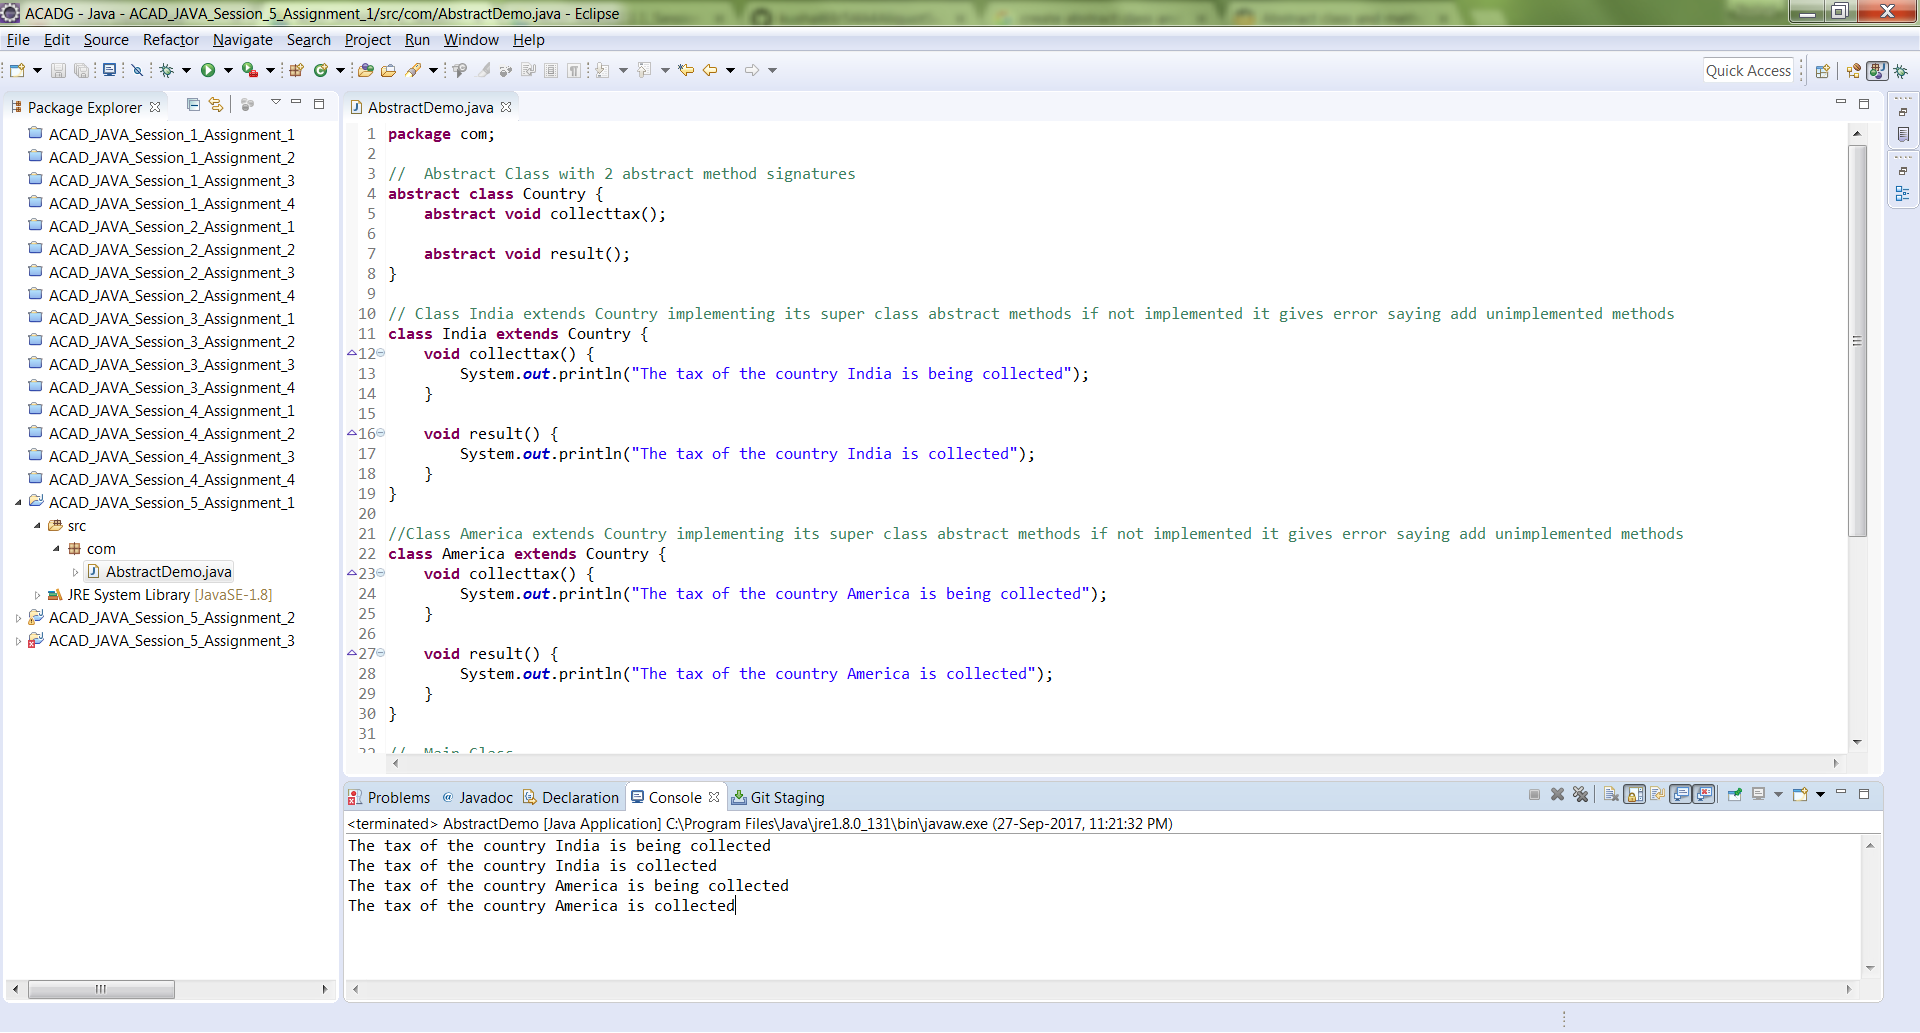 ACADG - Java - ACAD_JAVA_Session_5_Assignment_1/src/com/AbstractDemo.java - Eclipse
File Edit Source Refactor Navigate Search Project Run Window Help
Quick Access
Package Explorer
ACAD_JAVA_Session_1_Assignment_1
ACAD_JAVA_Session_1_Assignment_2
ACAD_JAVA_Session_1_Assignment_3
ACAD_JAVA_Session_1_Assignment_4
ACAD_JAVA_Session_2_Assignment_1
ACAD_JAVA_Session_2_Assignment_2
ACAD_JAVA_Session_2_Assignment_3
ACAD_JAVA_Session_2_Assignment_4
ACAD_JAVA_Session_3_Assignment_1
ACAD_JAVA_Session_3_Assignment_2
ACAD_JAVA_Session_3_Assignment_3
ACAD_JAVA_Session_3_Assignment_4
ACAD_JAVA_Session_4_Assignment_1
ACAD_JAVA_Session_4_Assignment_2
ACAD_JAVA_Session_4_Assignment_3
ACAD_JAVA_Session_4_Assignment_4
ACAD_JAVA_Session_5_Assignment_1
src
com
AbstractDemo.java
JRE System Library [JavaSE-1.8]
ACAD_JAVA_Session_5_Assignment_2
ACAD_JAVA_Session_5_Assignment_3
AbstractDemo.java
1 package com;
2
3 //  Abstract Class with 2 abstract method signatures
4 abstract class Country {
5     abstract void collecttax();
6
7     abstract void result();
8 }
9
10 // Class India extends Country implementing its super class abstract methods if not implemented it gives error saying add unimplemented methods
11 class India extends Country {
12     void collecttax() {
13         System.out.println("The tax of the country India is being collected");
14     }
15
16     void result() {
17         System.out.println("The tax of the country India is collected");
18     }
19 }
20
21 //Class America extends Country implementing its super class abstract methods if not implemented it gives error saying add unimplemented methods
22 class America extends Country {
23     void collecttax() {
24         System.out.println("The tax of the country America is being collected");
25     }
26
27     void result() {
28         System.out.println("The tax of the country America is collected");
29     }
30 }
31
32 //  Main Class
Problems @ Javadoc Declaration Console Git Staging
<terminated> AbstractDemo [Java Application] C:\Program Files\Java\jre1.8.0_131\bin\javaw.exe (27-Sep-2017, 11:21:32 PM)
The tax of the country India is being collected
The tax of the country India is collected
The tax of the country America is being collected
The tax of the country America is collected